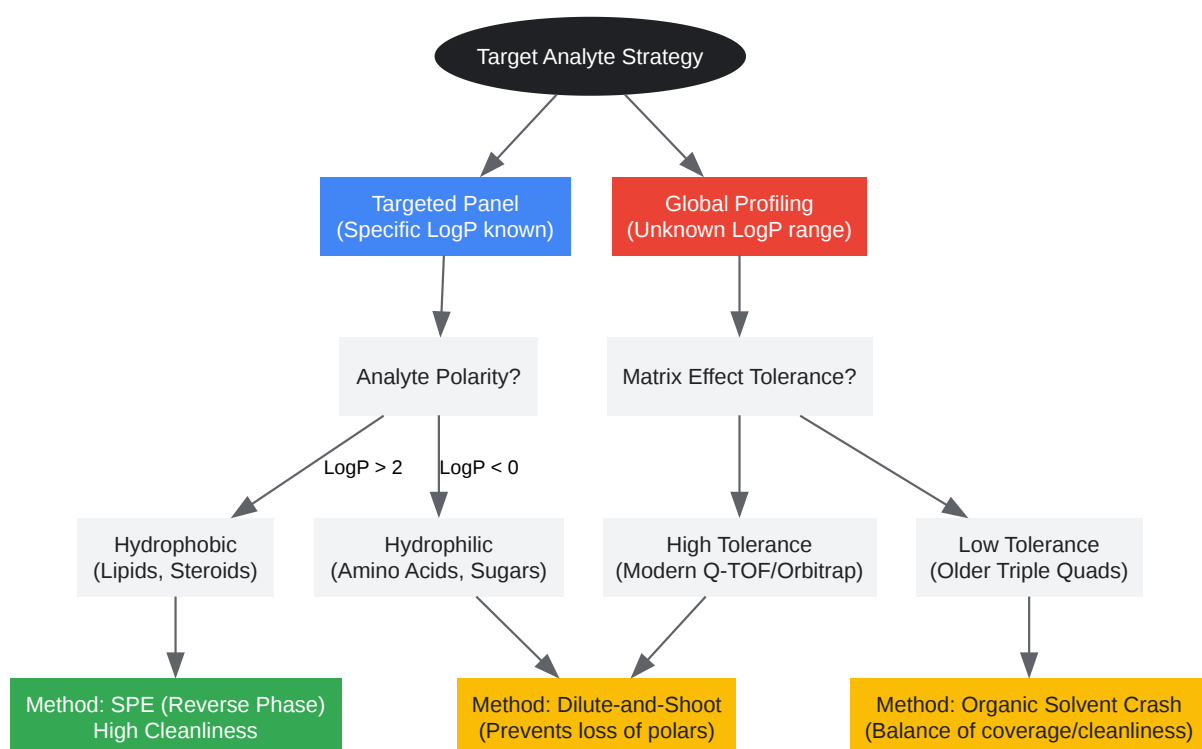 Target Analyte Strategy
Targeted Panel
(Specific LogP known)
Global Profiling
(Unknown LogP range)
Analyte Polarity?
Matrix Effect Tolerance?
LogP > 2
LogP < 0
Hydrophobic
(Lipids, Steroids)
Hydrophilic
(Amino Acids, Sugars)
High Tolerance
(Modern Q-TOF/Orbitrap)
Low Tolerance
(Older Triple Quads)
Method: SPE (Reverse Phase)
High Cleanliness
Method: Dilute-and-Shoot
(Prevents loss of polars)
Method: Organic Solvent Crash
(Balance of coverage/cleanliness)